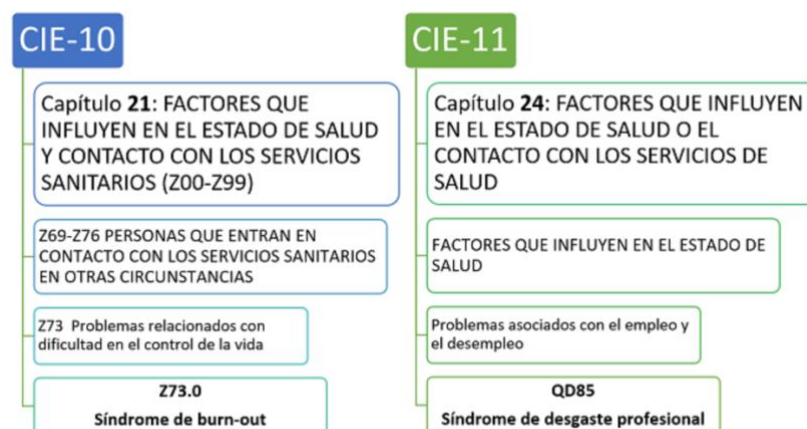 CIE-10
Capítulo 21: FACTORES QUE
INFLUYEN EN EL ESTADO DE SALUD
Y CONTACTO CON LOS SERVICIOS
SANITARIOS (Z00-Z99)
Z69-Z76 PERSONAS QUE ENTRAN EN
CONTACTO CON LOS SERVICIOS SANITARIOS
EN OTRAS CIRCUNSTANCIAS
Z73 Problemas relacionados con
dificultad en el control de la vida
Z73.0
Síndrome de burn-out
CIE-11
Capítulo 24: FACTORES QUE INFLUYEN
EN EL ESTADO DE SALUD O EL
CONTACTO CON LOS SERVICIOS DE
SALUD
FACTORES QUE INFLUYEN EN EL ESTADO DE
SALUD
Problemas asociados con el empleo y
el desempleo
QD85
Síndrome de desgaste profesional